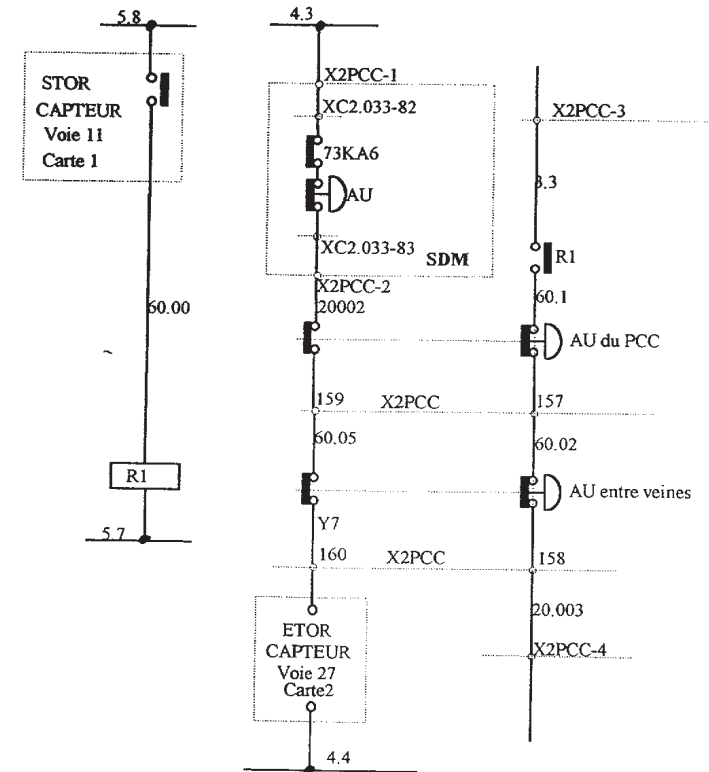 5.8
STOR
CAPTEUR
Voie 11
Carte 1
60.00
R1
5.7
4.3
X2PCC-1
XC2.033-82
73KA6
AU
XC2.033-83
SDM
X2PCC-2
20002
159
X2PCC
60.05
Y7
160
X2PCC
ETOR
CAPTEUR
Voie 27
Carte2
4.4
X2PCC-3
3.3
R1
60.1
AU du PCC
157
60.02
AU entre veines
158
20.003
X2PCC-4